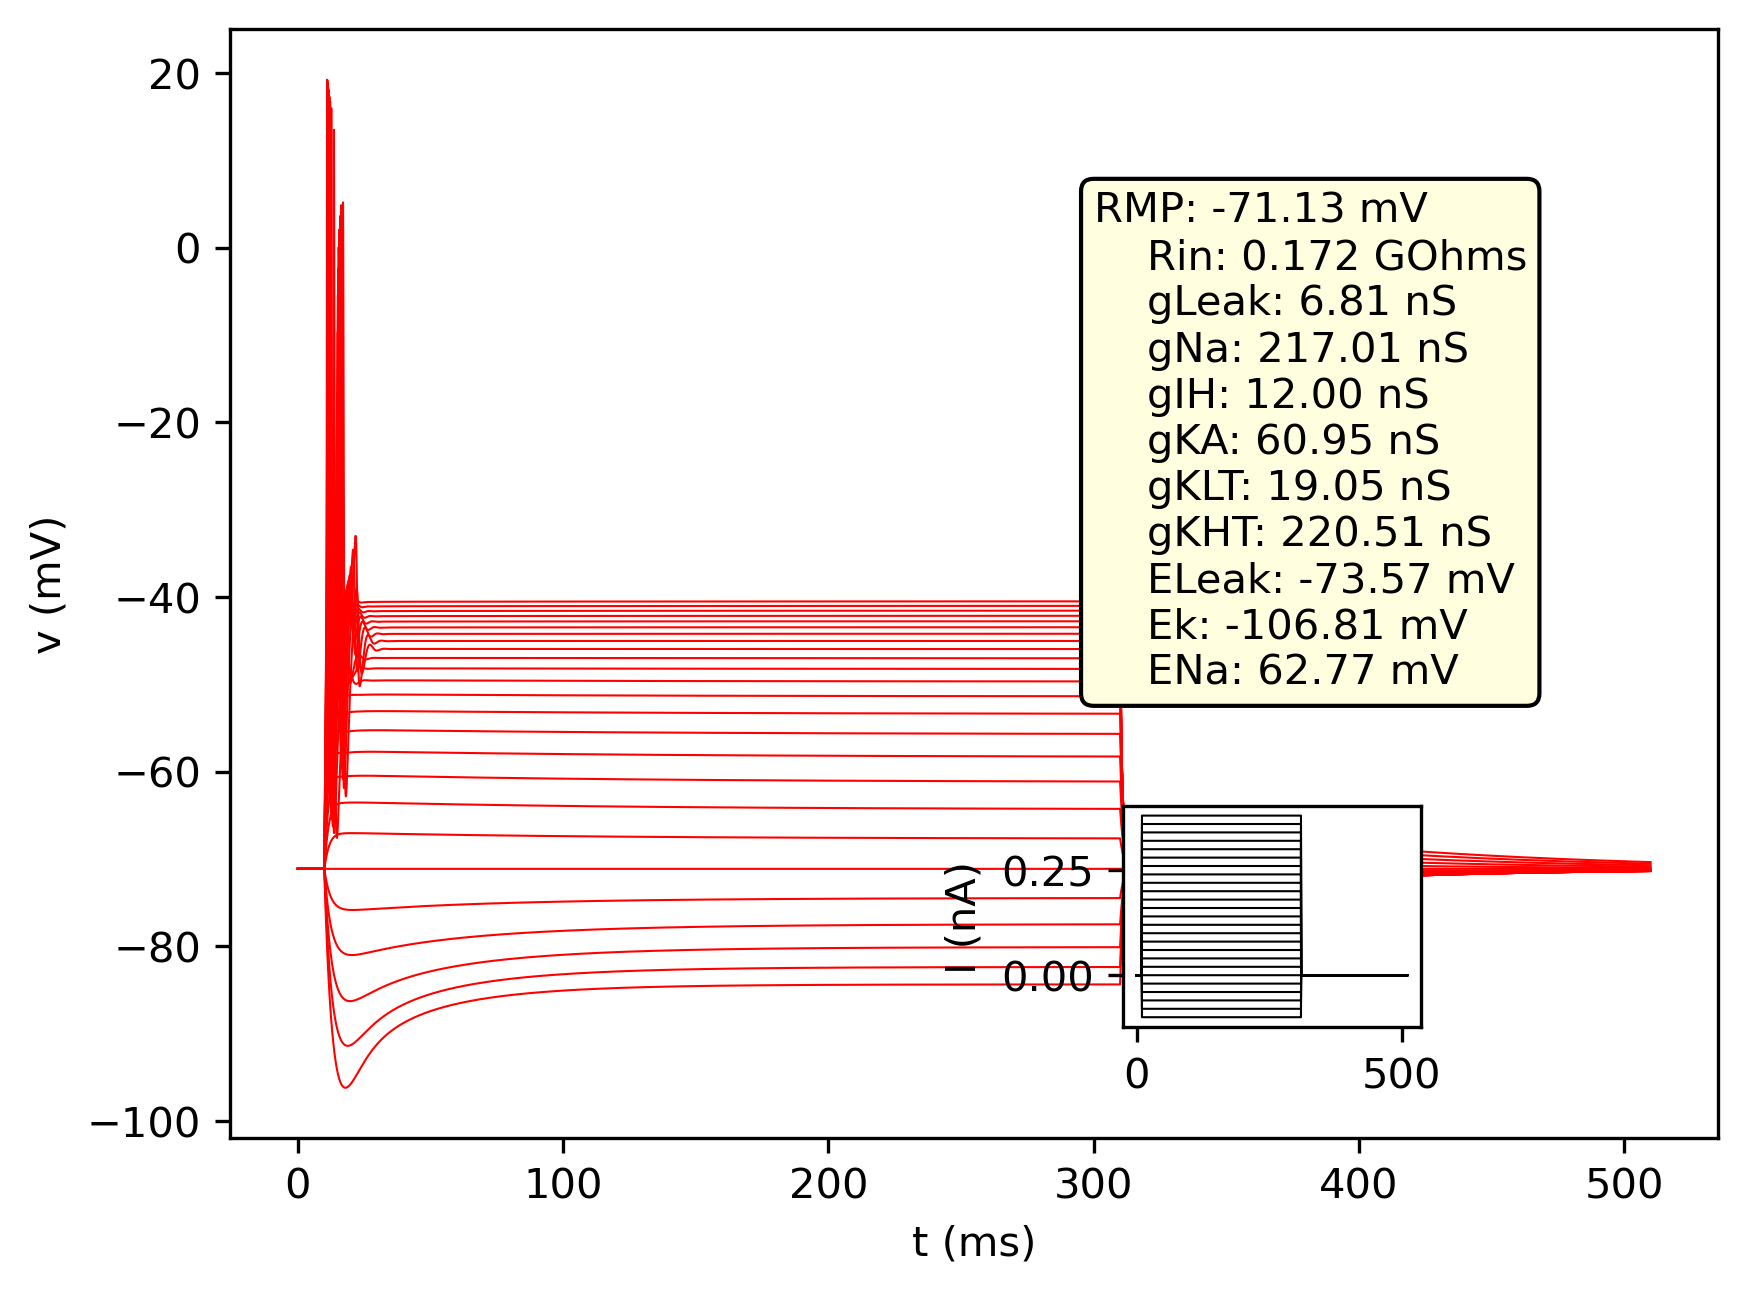 20
0
−20
−40
−60
−80
−100
v (mV)
RMP: -71.13 mV
Rin: 0.172 GOhms
gLeak: 6.81 nS
gNa: 217.01 nS
gIH: 12.00 nS
gKA: 60.95 nS
gKLT: 19.05 nS
gKHT: 220.51 nS
ELeak: -73.57 mV
Ek: -106.81 mV
ENa: 62.77 mV
I (nA)
0.25
0.00
0 500
0 100 200 300 400 500
t (ms)